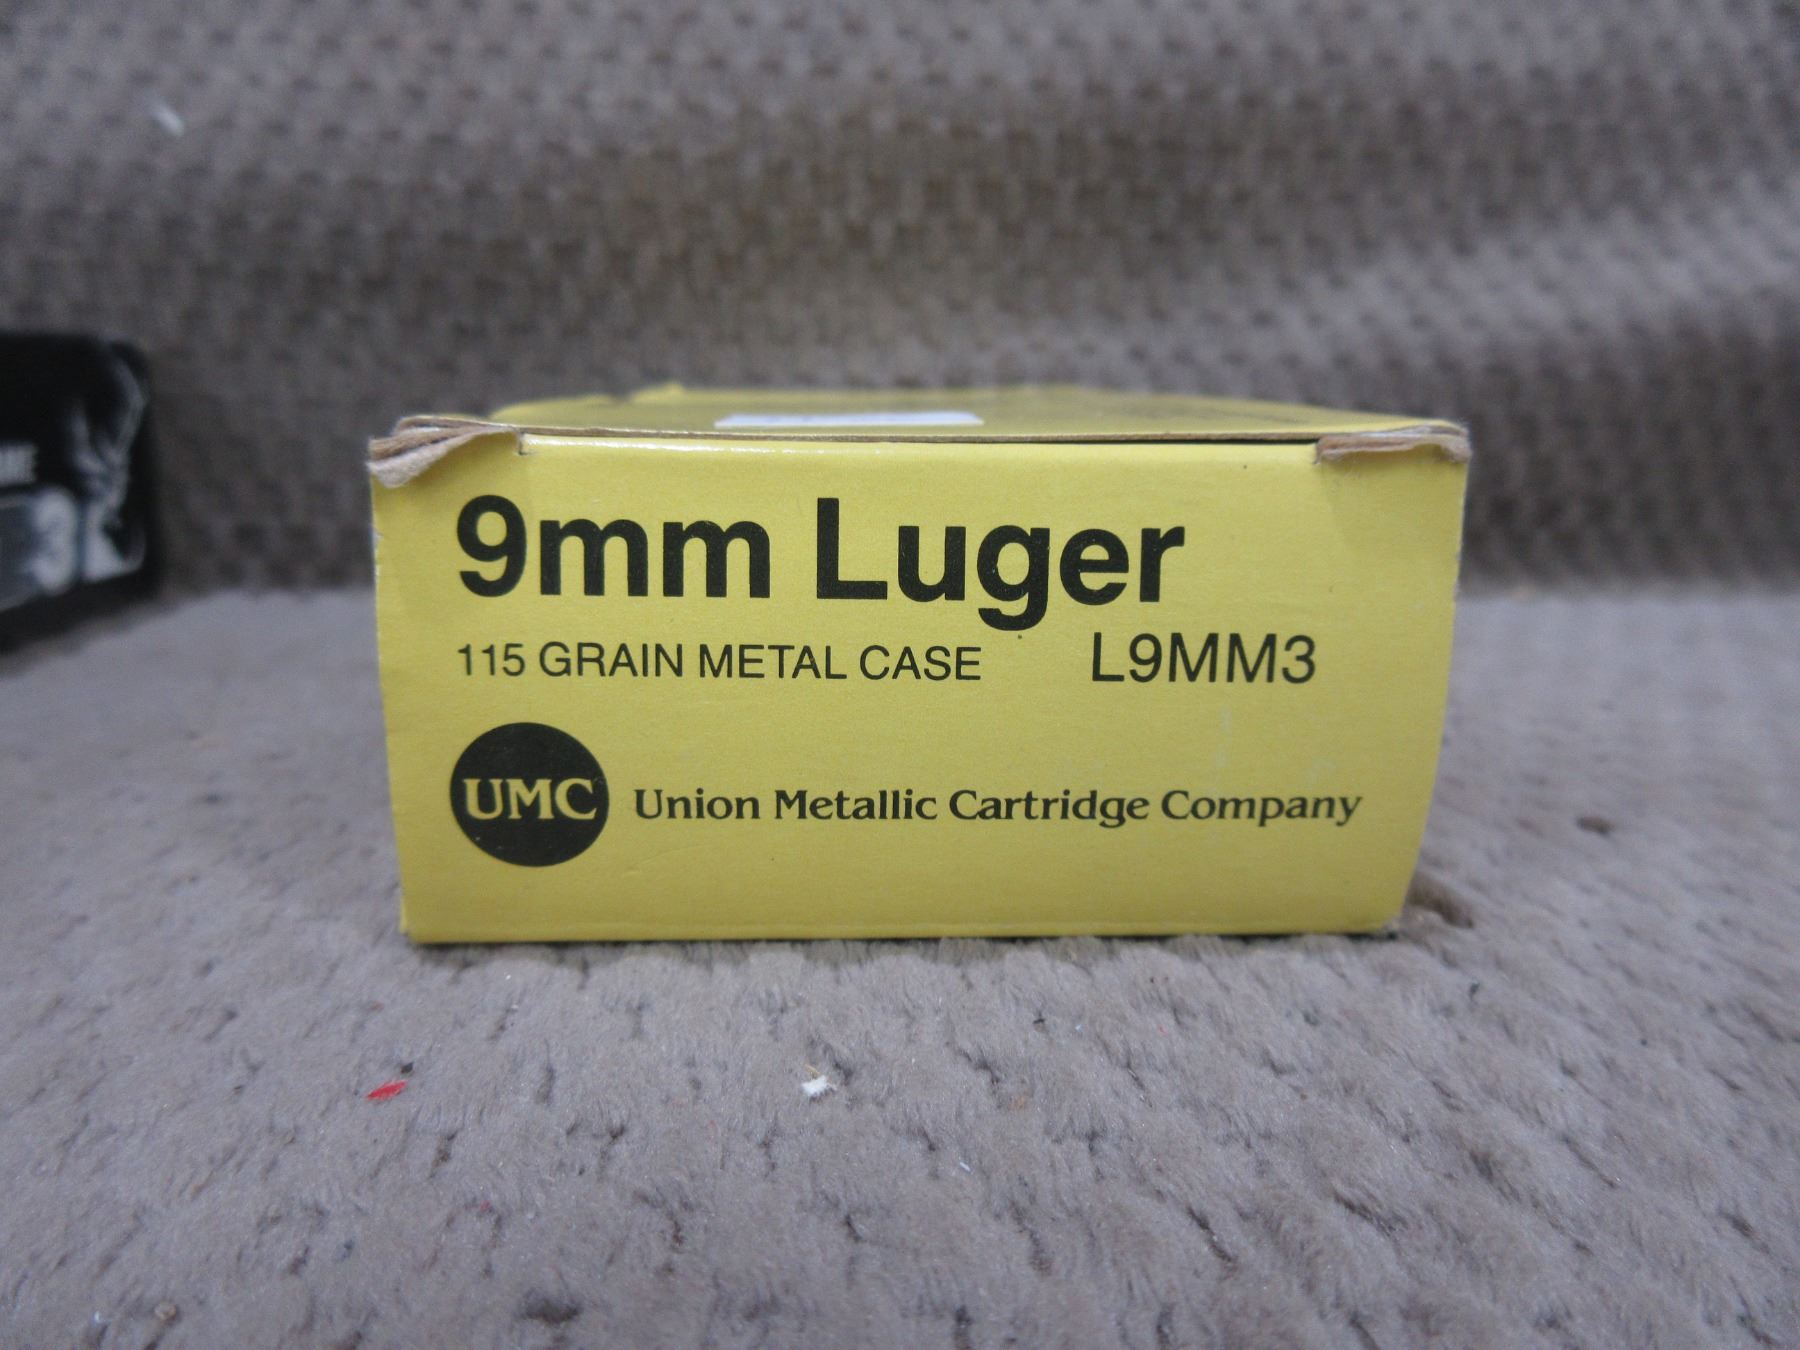 9mm Luger
115 GRAIN METAL CASE L9MM3
UMC Union Metallic Cartridge Company